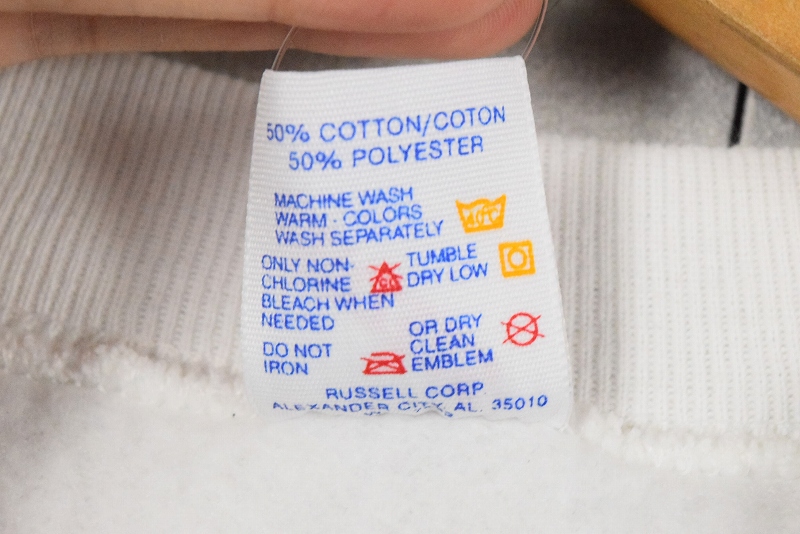 50% COTTON/COTON
50% POLYESTER
MACHINE WASH
WARM - COLORS
WASH SEPARATELY
40°C
ONLY NON-
CHLORINE
BLEACH WHEN
NEEDED
TUMBLE
DRY LOW
DO NOT
IRON
OR DRY
CLEAN
EMBLEM
RUSSELL CORP
ALEXANDER CITY, AL. 35010